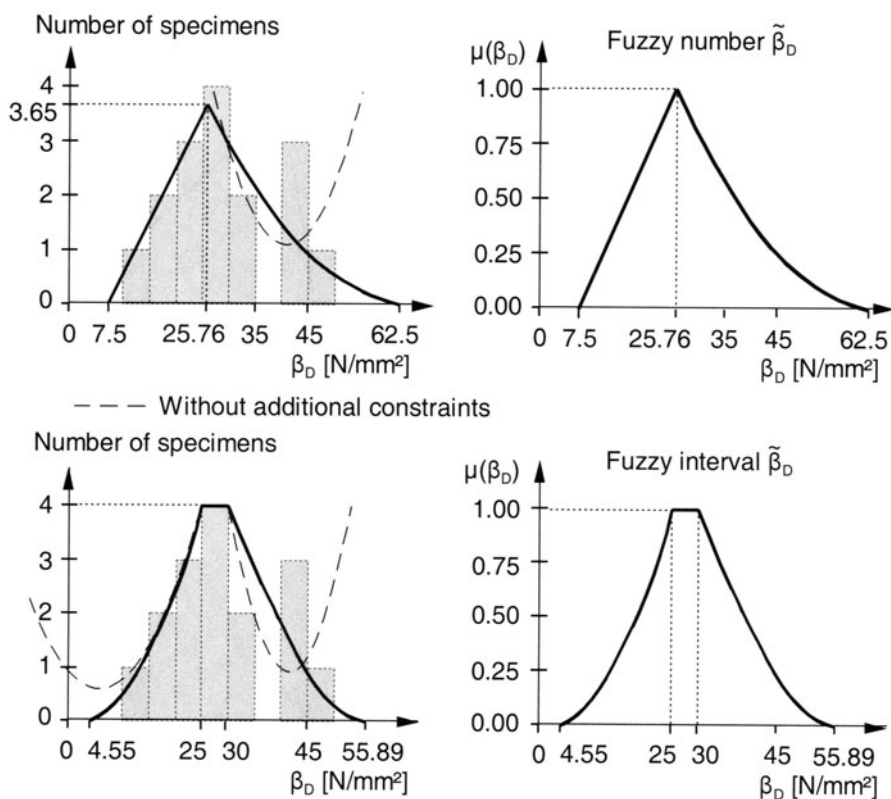 Number of specimens
4
3.65
3
2
1
0
0 7.5 25.76 35 45 62.5
β_D [N/mm²]
μ(β_D)
Fuzzy number β̃_D
1.00
0.75
0.50
0.25
0.00
0 7.5 25.76 35 45 62.5
β_D [N/mm²]
Without additional constraints
Number of specimens
4
3
2
1
0
0 4.55 25 30 45 55.89
β_D [N/mm²]
μ(β_D)
Fuzzy interval β̃_D
1.00
0.75
0.50
0.25
0.00
0 4.55 25 30 45 55.89
β_D [N/mm²]